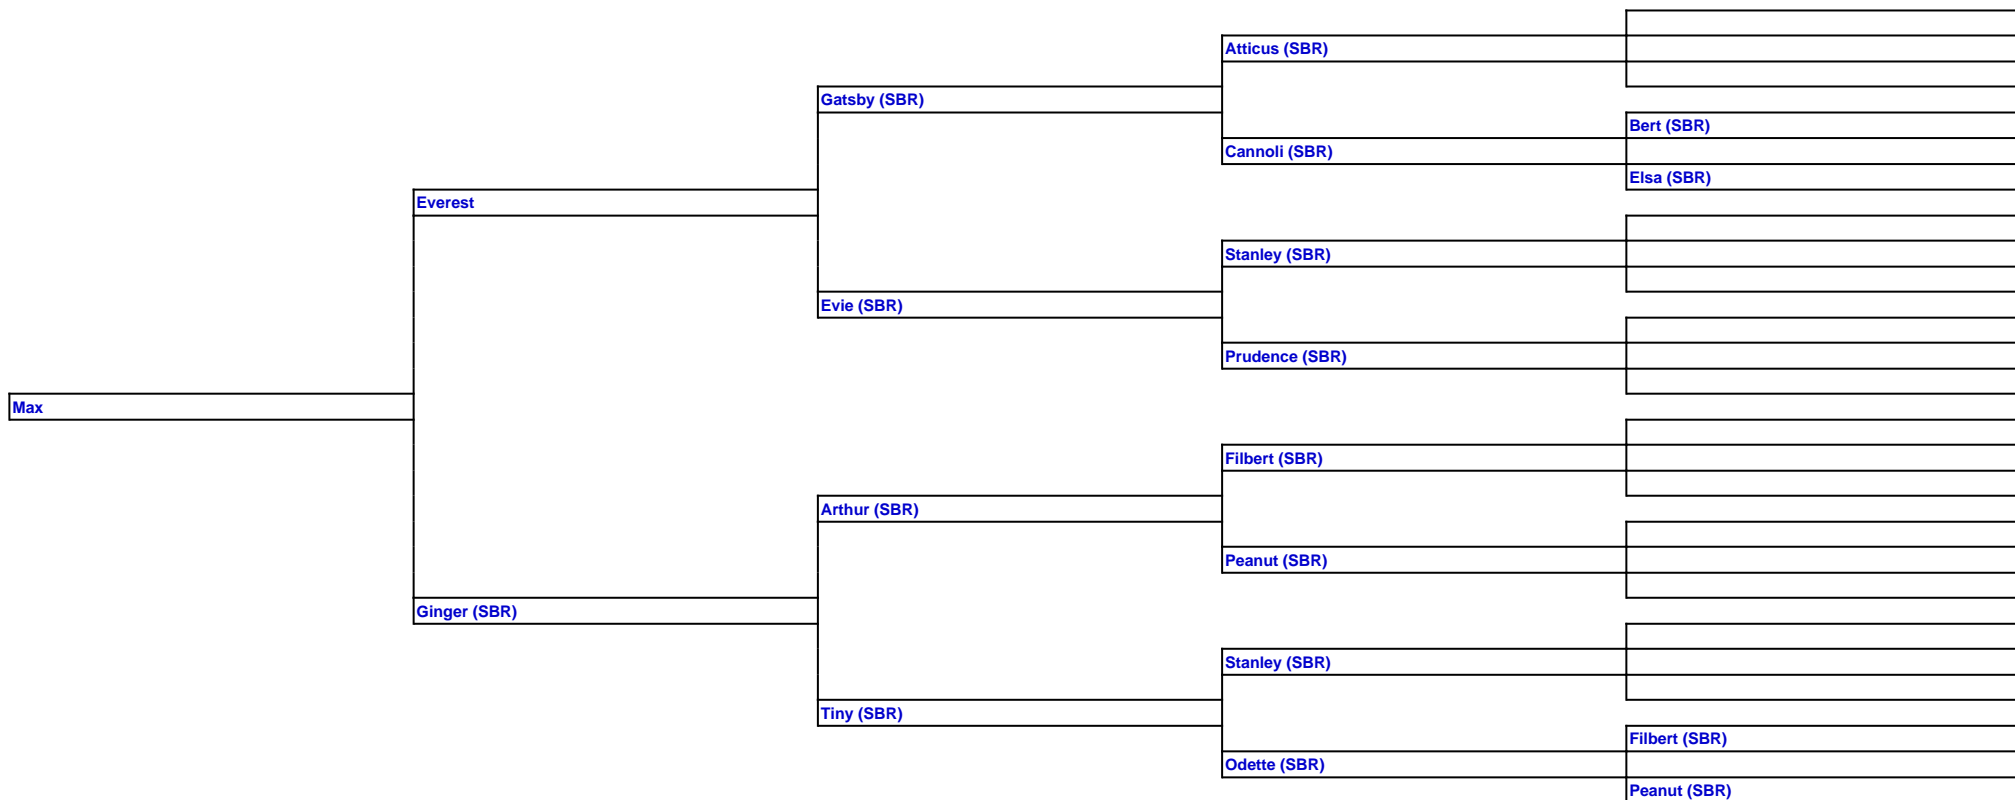 Atticus (SBR)
Gatsby (SBR)
Bert (SBR)
Cannoli (SBR)
Elsa (SBR)
Everest
Stanley (SBR)
Evie (SBR)
Prudence (SBR)
Max
Filbert (SBR)
Arthur (SBR)
Peanut (SBR)
Ginger (SBR)
Stanley (SBR)
Tiny (SBR)
Filbert (SBR)
Odette (SBR)
Peanut (SBR)